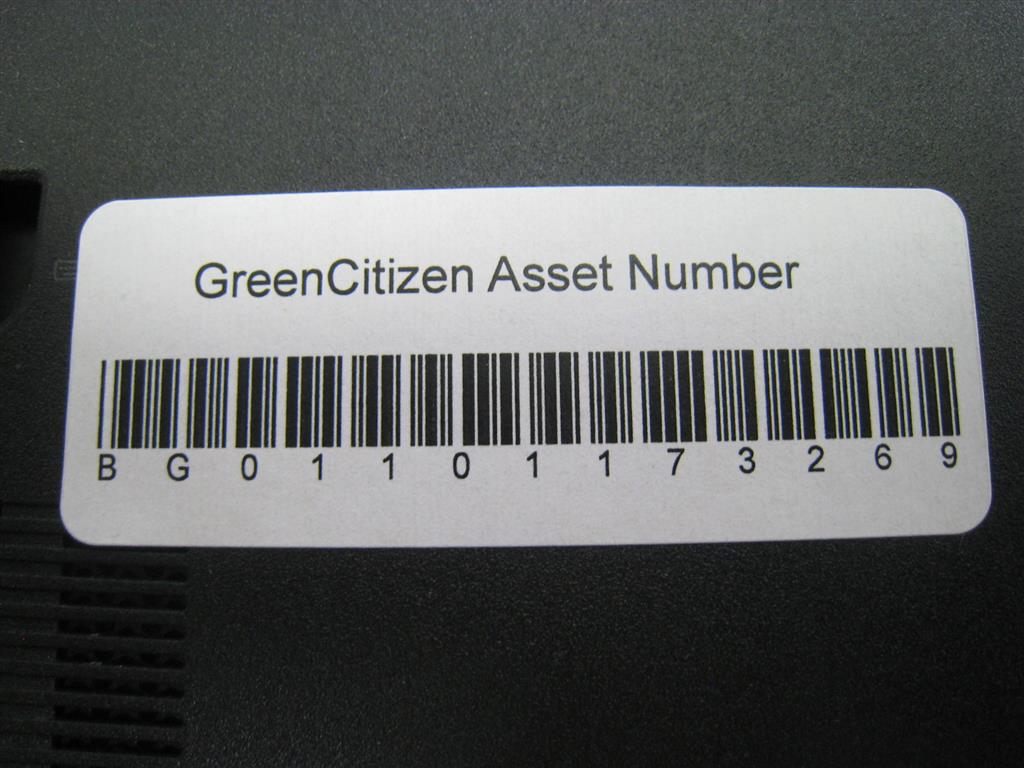 GreenCitizen Asset Number
B G 0 1 1 0 1 1 7 3 2 6 9